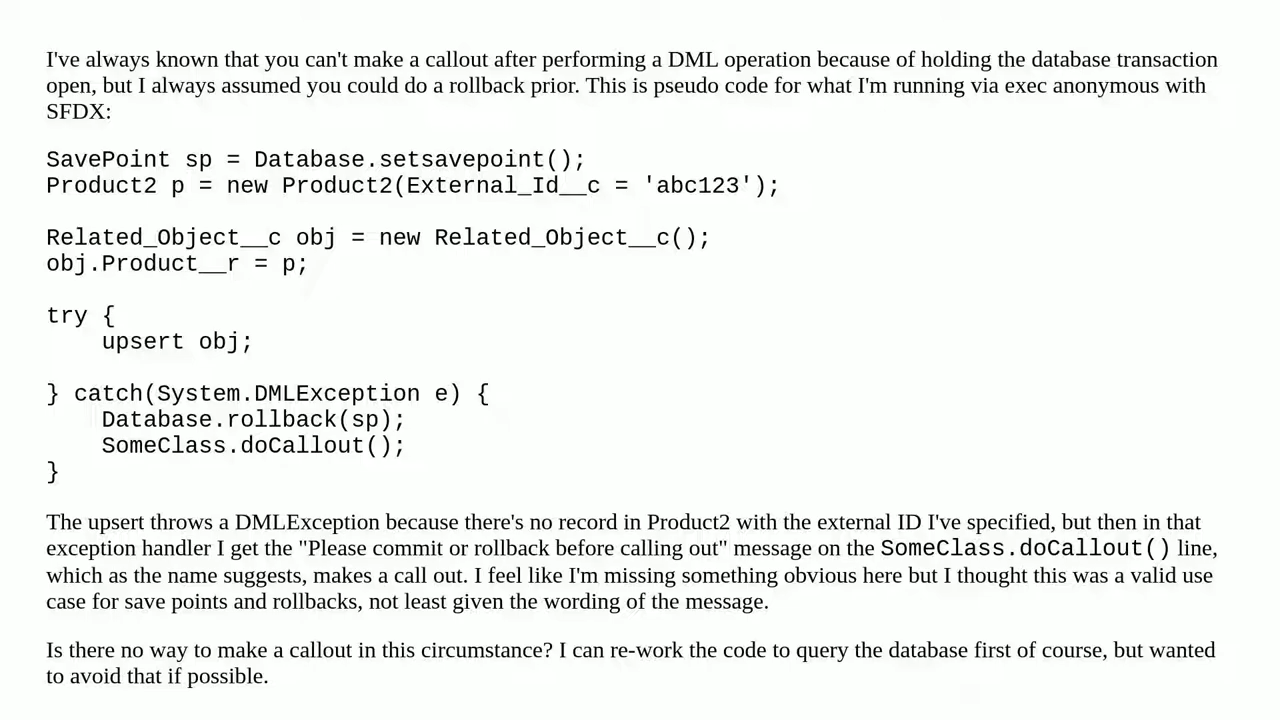 I've always known that you can't make a callout after performing a DML operation because of holding the database transaction
open, but I always assumed you could do a rollback prior. This is pseudo code for what I'm running via exec anonymous with
SFDX:
SavePoint sp = Database.setsavepoint();
Product2 p = new Product2(External_Id__c = 'abc123');
Related_Object__c obj = new Related_Object__c();
obj.Product__r = p;
try {
    upsert obj;
} catch(System.DMLException e) {
    Database.rollback(sp);
    SomeClass.doCallout();
}
The upsert throws a DMLException because there's no record in Product2 with the external ID I've specified, but then in that
exception handler I get the "Please commit or rollback before calling out" message on the SomeClass.doCallout() line,
which as the name suggests, makes a call out. I feel like I'm missing something obvious here but I thought this was a valid use
case for save points and rollbacks, not least given the wording of the message.
Is there no way to make a callout in this circumstance? I can re-work the code to query the database first of course, but wanted
to avoid that if possible.